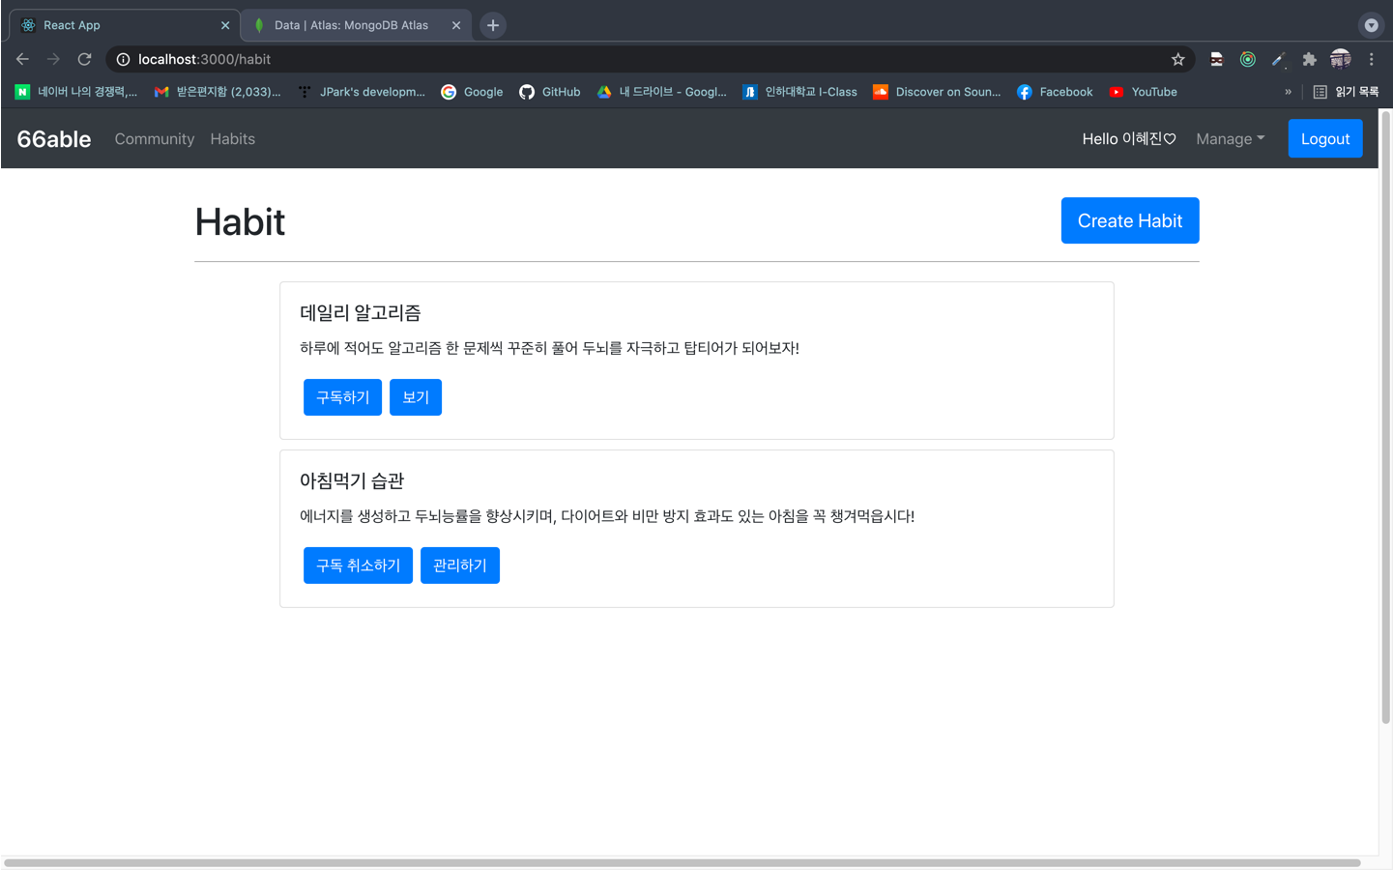 React App
Data | Atlas: MongoDB Atlas
localhost:3000/habit
네이버 나의 경쟁력,...
받은편지함 (2,033)...
JPark's developm...
Google
GitHub
내 드라이브 - Googl...
인하대학교 I-Class
Discover on Soun...
Facebook
YouTube
»
읽기 목록
66able
Community
Habits
Hello 이혜진♡
Manage
Logout
Habit
Create Habit
데일리 알고리즘
하루에 적어도 알고리즘 한 문제씩 꾸준히 풀어 두뇌를 자극하고 탑티어가 되어보자!
구독하기
보기
아침먹기 습관
에너지를 생성하고 두뇌능률을 향상시키며, 다이어트와 비만 방지 효과도 있는 아침을 꼭 챙겨먹읍시다!
구독 취소하기
관리하기